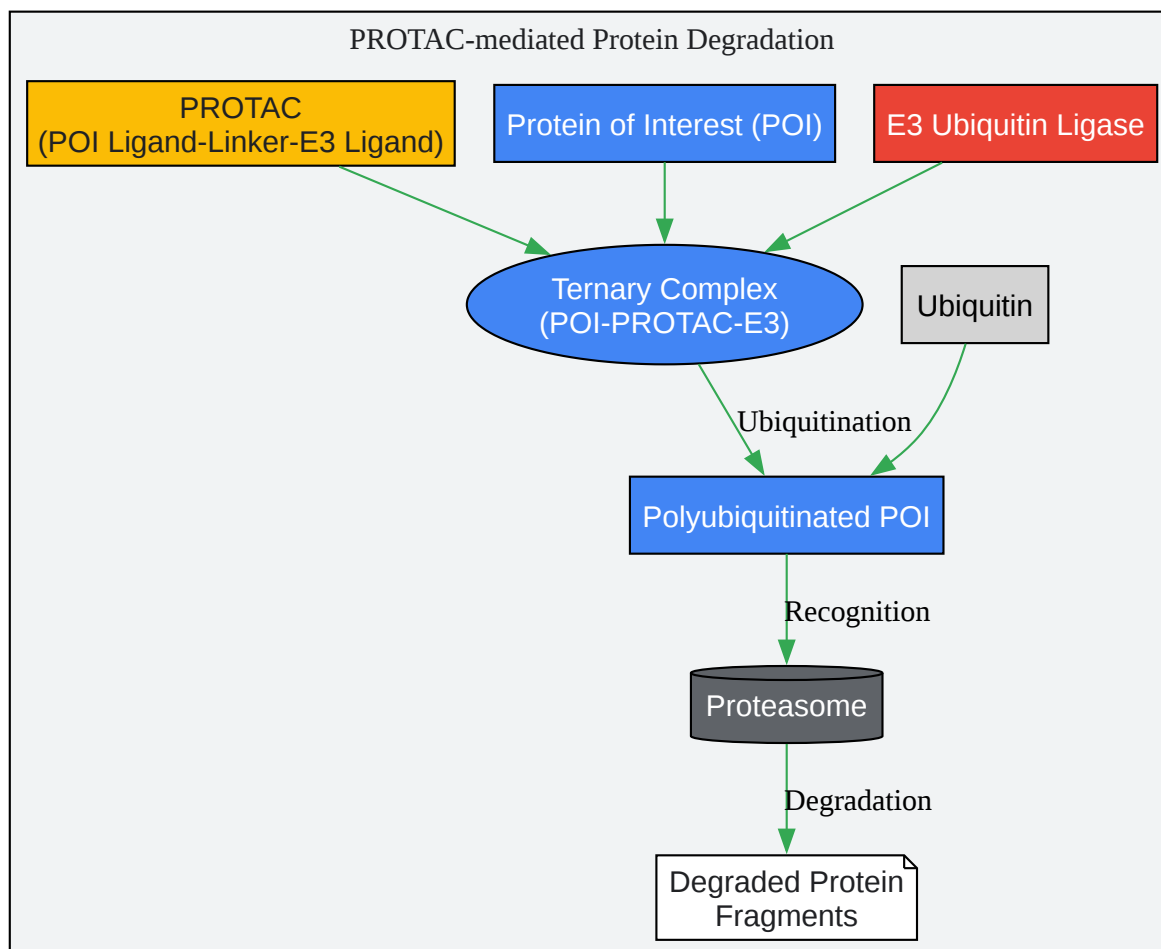 PROTAC-mediated Protein Degradation
PROTAC
(POI Ligand-Linker-E3 Ligand)
Protein of Interest (POI)
E3 Ubiquitin Ligase
Ternary Complex
(POI-PROTAC-E3)
Ubiquitin
Ubiquitination
Polyubiquitinated POI
Recognition
Proteasome
Degradation
Degraded Protein
Fragments